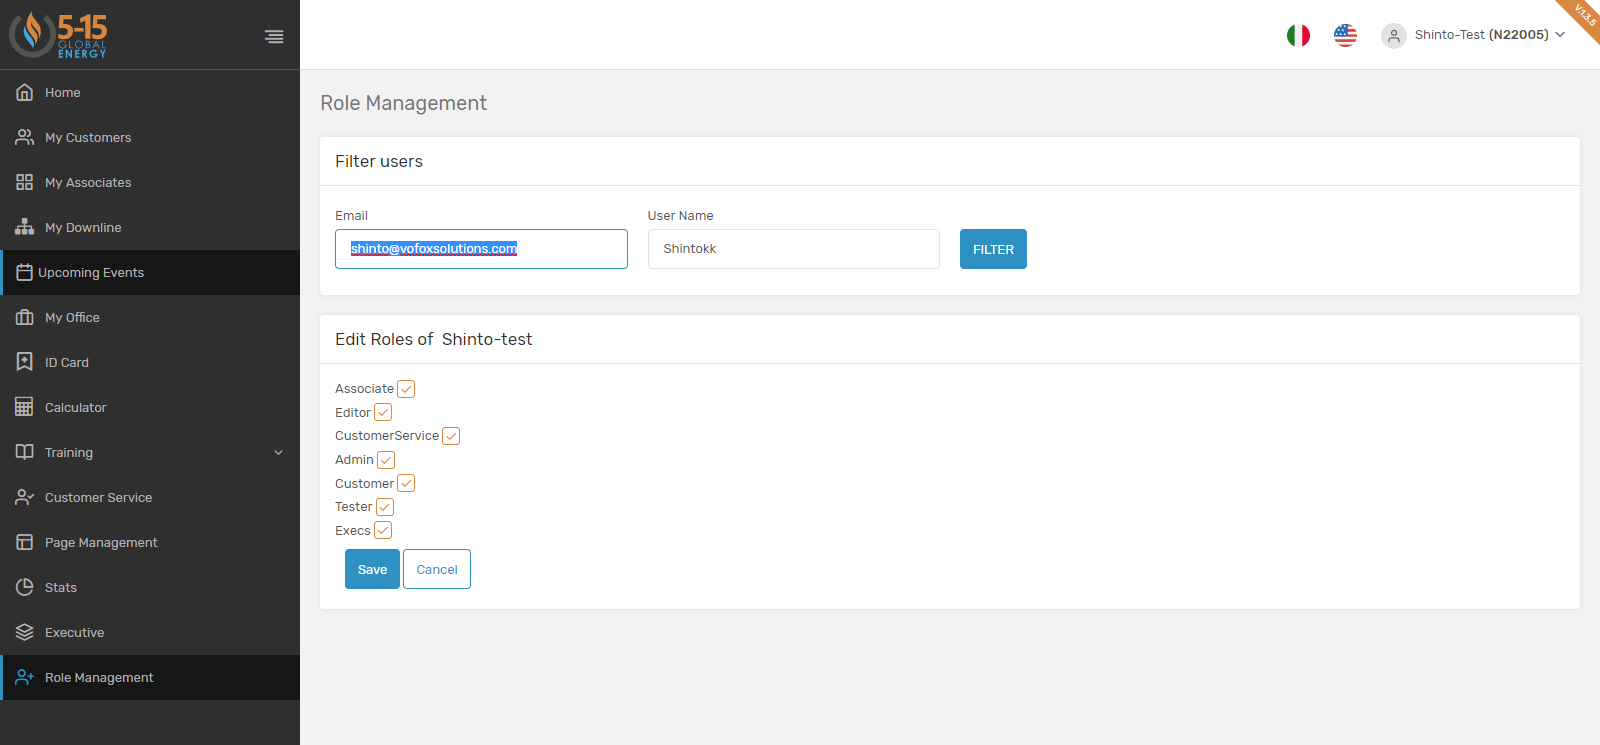 5-15
GLOBAL
ENERGY
Shinto-Test (N22005)
V.1.3.5
Home
My Customers
My Associates
My Downline
Upcoming Events
My Office
ID Card
Calculator
Training
Customer Service
Page Management
Stats
Executive
Role Management
Role Management
Filter users
Email
User Name
shinto@vofoxsolutions.com
Shintokk
FILTER
Edit Roles of Shinto-test
Associate
Editor
CustomerService
Admin
Customer
Tester
Execs
Save
Cancel